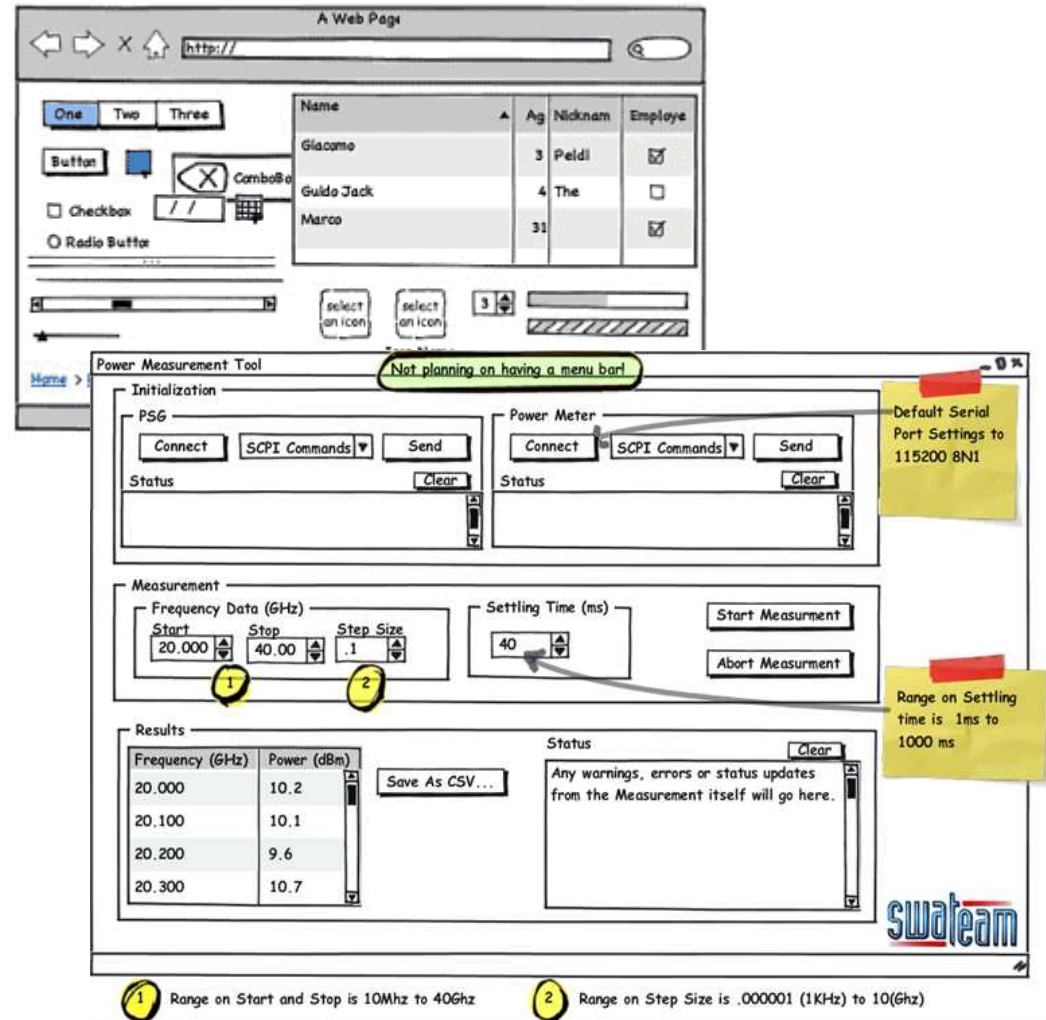 A Web Page
http://
One Two Three
Name Ag Nicknam Employe
Giacomo 3 Peldi
Button
ComboBo
Guido Jack 4 The
Checkbox / /
Marco 31
Radio Button
select an icon
select an icon
3
Home >
Power Measurement Tool
Not planning on having a menu bar!
Initialization
PSG
Connect SCPI Commands Send
Status Clear
Power Meter
Connect SCPI Commands Send
Status Clear
Default Serial
Port Settings to
115200 8N1
Measurement
Frequency Data (GHz)
Start Stop Step Size
20.000 40.00 .1
1 2
Settling Time (ms)
40
Start Measurment
Abort Measurment
Range on Settling
time is 1ms to
1000 ms
Results
Frequency (GHz) Power (dBm)
20.000 10.2
20.100 10.1
20.200 9.6
20.300 10.7
Save As CSV...
Status Clear
Any warnings, errors or status updates
from the Measurement itself will go here.
swateam
1 Range on Start and Stop is 10Mhz to 40Ghz
2 Range on Step Size is .000001 (1KHz) to 10(Ghz)